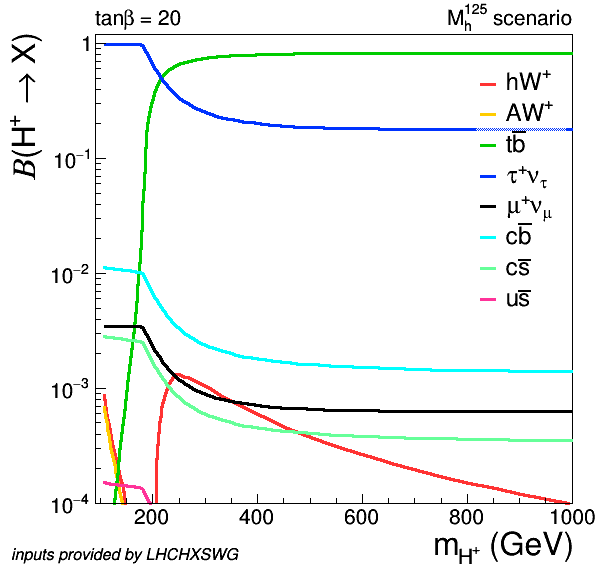 tanβ = 20
M_h^125 scenario
B(H⁺ → X)
1
10⁻¹
10⁻²
10⁻³
10⁻⁴
hW⁺
AW⁺
tb̅
τ⁺ν_τ
μ⁺ν_μ
cb̅
cs̅
us̅
200 400 600 800 1000
m_H⁺ (GeV)
inputs provided by LHCHXSWG